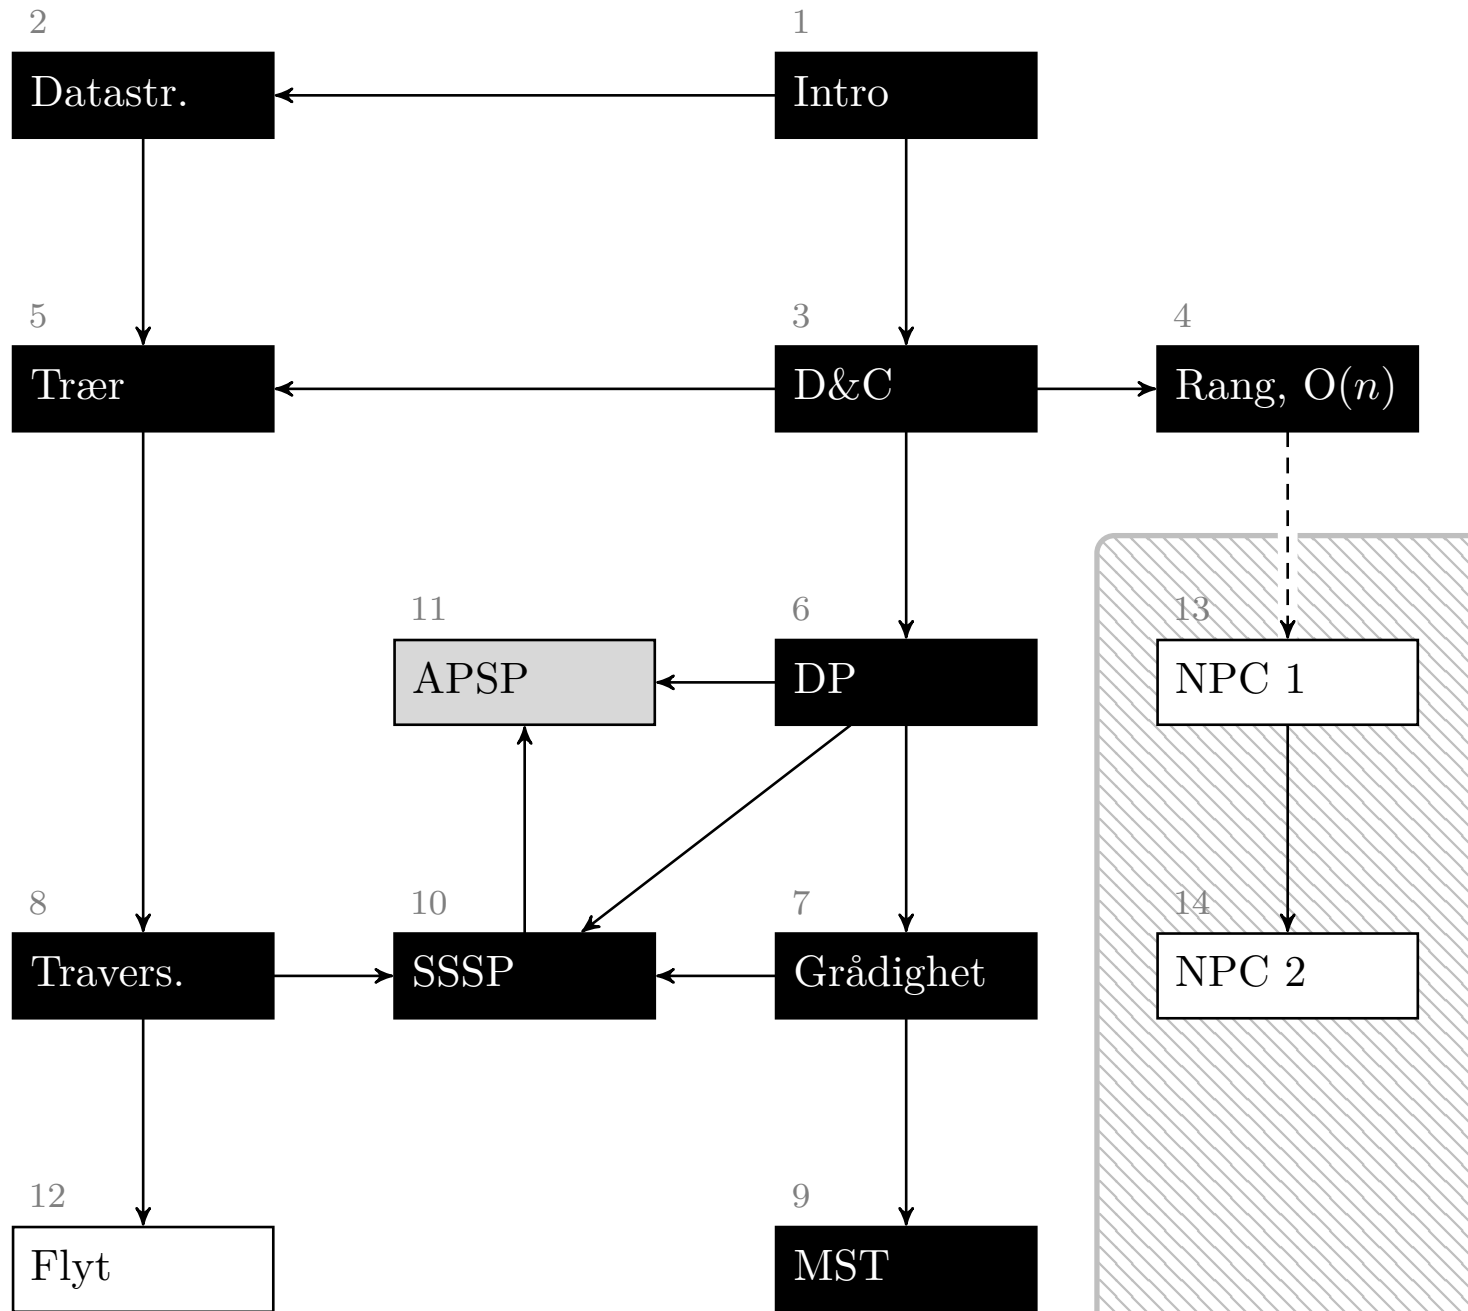 2
1
Datastr.
Intro
5
3
4
Trær
D&C
Rang, O(n)
11
6
13
APSP
DP
NPC 1
8
10
7
14
Travers.
SSSP
Grådighet
NPC 2
12
9
Flyt
MST